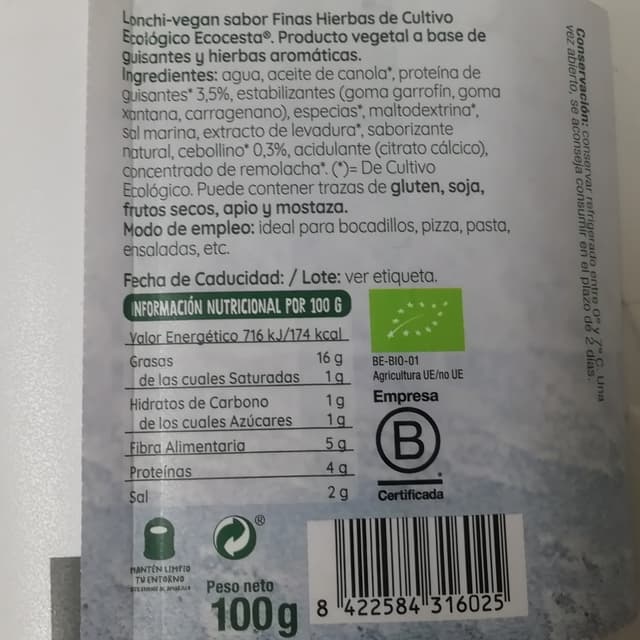 Lonchi-vegan sabor Finas Hierbas de Cultivo
Ecológico Ecocesta®. Producto vegetal a base de
guisantes y hierbas aromáticas.
Ingredientes: agua, aceite de canola*, proteína de
guisantes* 3,5%, estabilizantes (goma garrofín, goma
xantana, carragenano), especias*, maltodextrina*,
sal marina, extracto de levadura*, saborizante
natural, cebollino* 0,3%, acidulante (citrato cálcico),
concentrado de remolacha*. (*)= De Cultivo
Ecológico. Puede contener trazas de gluten, soja,
frutos secos, apio y mostaza.
Modo de empleo: ideal para bocadillos, pizza, pasta,
ensaladas, etc.
Fecha de Caducidad: / Lote: ver etiqueta.
INFORMACIÓN NUTRICIONAL POR 100 G
Valor Energético 716 kJ/174 kcal
Grasas 16 g
de las cuales Saturadas 1 g
Hidratos de Carbono 1 g
de los cuales Azúcares 1 g
Fibra Alimentaria 5 g
Proteínas 4 g
Sal 2 g
BE-BIO-01
Agricultura UE/no UE
Empresa
B
Certificada
MANTÉN LIMPIO
TU ENTORNO
®
Peso neto
100 g
8 422584 316025
Conservación: conservar refrigerado entre 0º y 7º C. Una
vez abierto, se aconseja consumir en el plazo de 2 días.